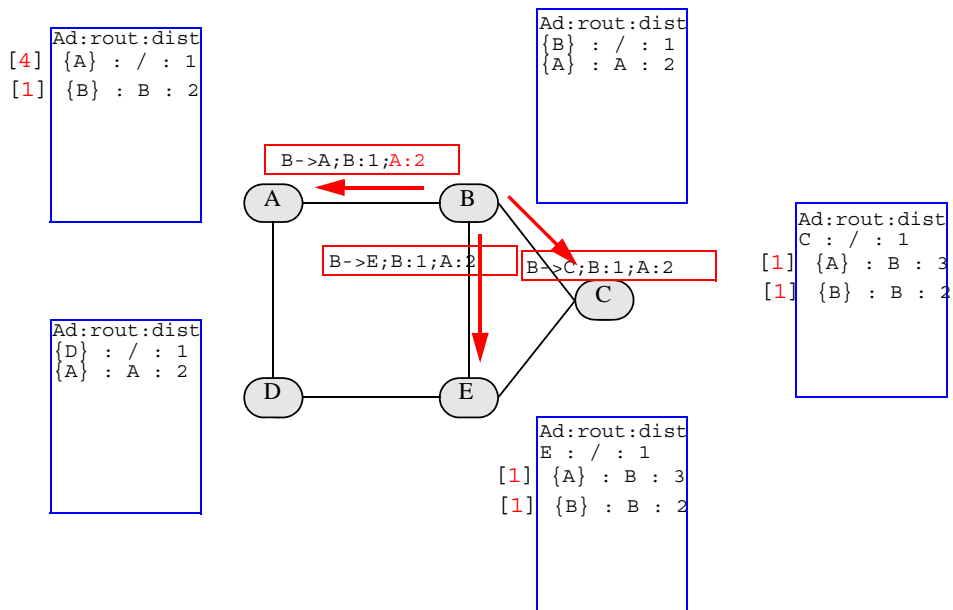 Ad:rout:dist
[4] {A} : / : 1
[1] {B} : B : 2
Ad:rout:dist
{B} : / : 1
{A} : A : 2
B->A;B:1;A:2
A
B
B->E;B:1;A:2
B->C;B:1;A:2
C
Ad:rout:dist
C : / : 1
[1] {A} : B : 3
[1] {B} : B : 2
Ad:rout:dist
{D} : / : 1
{A} : A : 2
D
E
Ad:rout:dist
E : / : 1
[1] {A} : B : 3
[1] {B} : B : 2